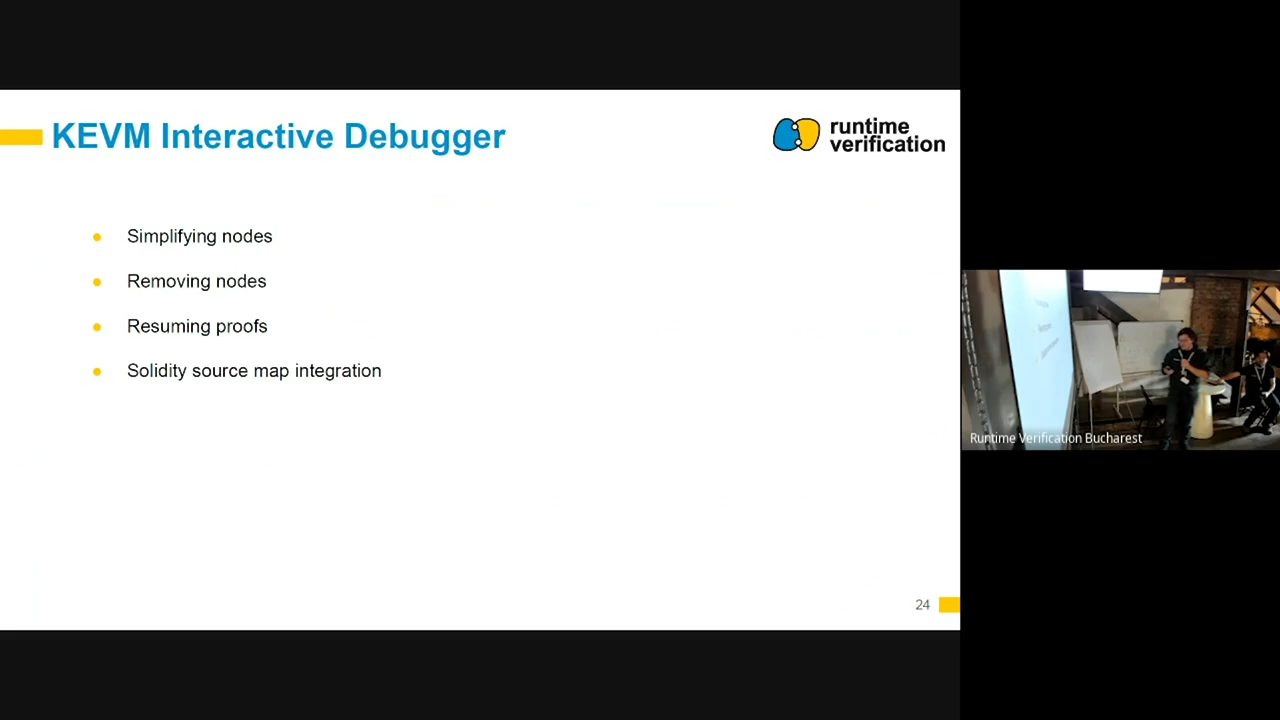 KEVM Interactive Debugger
runtime
verification
Simplifying nodes
Removing nodes
Resuming proofs
Solidity source map integration
24
Runtime Verification Bucharest